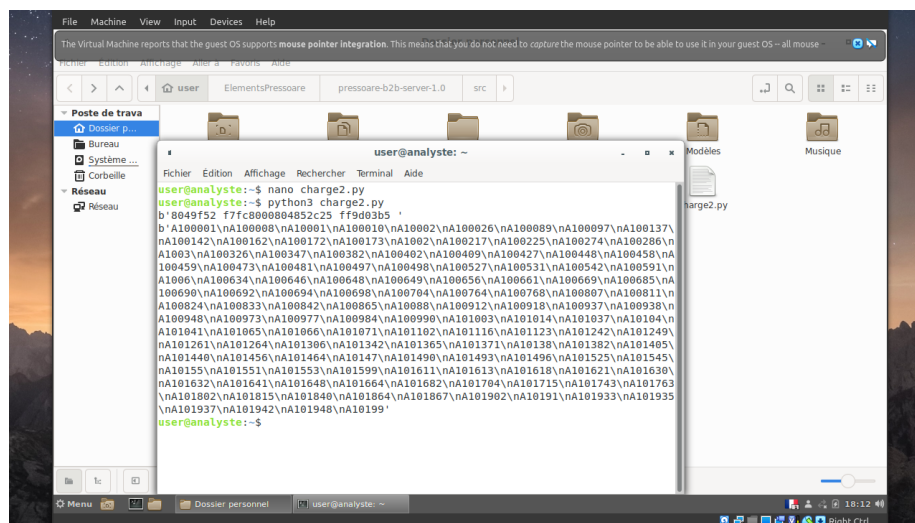 File Machine View Input Devices Help
The Virtual Machine reports that the guest OS supports mouse pointer integration. This means that you do not need to capture the mouse pointer to be able to use it in your guest OS – all mouse
Fichier Édition Affichage Aller à Favoris Aide
user ElementsPressoare pressoare-b2b-server-1.0 src
Poste de trava
Dossier p...
Bureau
Système ...
Corbeille
Réseau
Réseau
Modèles
Musique
harge2.py
user@analyste: ~
Fichier Édition Affichage Rechercher Terminal Aide
user@analyste:~$ nano charge2.py
user@analyste:~$ python3 charge2.py
b'8049f52 f7fc8000804852c25 ff9d03b5 '
b'A100001\nA100008\nA10001\nA100010\nA10002\nA100026\nA100089\nA100097\nA100137\
nA100142\nA100162\nA100172\nA100173\nA1002\nA100217\nA100225\nA100274\nA100286\n
A1003\nA100326\nA100347\nA100382\nA100402\nA100409\nA100427\nA100448\nA100458\nA
100459\nA100473\nA100481\nA100497\nA100498\nA100527\nA100531\nA100542\nA100591\n
A1006\nA100634\nA100646\nA100648\nA100649\nA100656\nA100661\nA100669\nA100685\nA
100690\nA100692\nA100694\nA100698\nA100704\nA100764\nA100768\nA100807\nA100811\n
A100824\nA100833\nA100842\nA100865\nA10088\nA100912\nA100918\nA100937\nA100938\n
A100948\nA100973\nA100977\nA100984\nA100990\nA101003\nA101014\nA101037\nA10104\n
A101041\nA101065\nA101066\nA101071\nA101102\nA101116\nA101123\nA101242\nA101249\
nA101261\nA101264\nA101306\nA101342\nA101365\nA101371\nA10138\nA101382\nA101405\
nA101440\nA101456\nA101464\nA10147\nA101490\nA101493\nA101496\nA101525\nA101545\
nA10155\nA101551\nA101553\nA101599\nA101611\nA101613\nA101618\nA101621\nA101630\
nA101632\nA101641\nA101648\nA101664\nA101682\nA101704\nA101715\nA101743\nA101763
\nA101802\nA101815\nA101840\nA101864\nA101867\nA101902\nA10191\nA101933\nA101935
\nA101937\nA101942\nA101948\nA10199'
user@analyste:~$
Menu Dossier personnel user@analyste: ~ 18:12
Right Ctrl